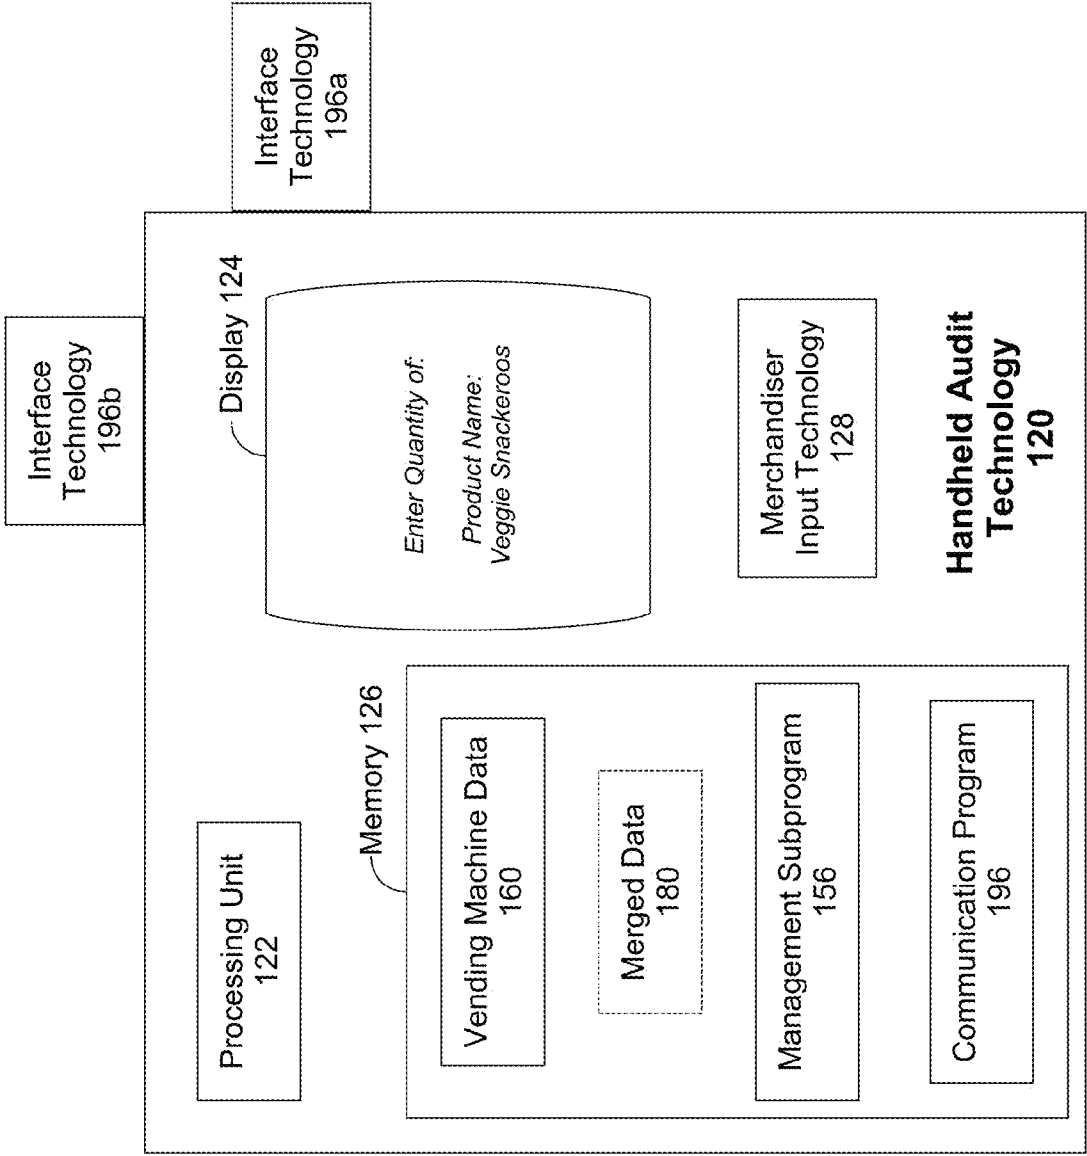 Interface
Technology
196b
Interface
Technology
196a
Processing Unit
122
Display 124
Enter Quantity of:
Product Name:
Veggie Snackeroos
Memory 126
Vending Machine Data
160
Merged Data
180
Management Subprogram
156
Communication Program
196
Merchandiser
Input Technology
128
Handheld Audit
Technology
120